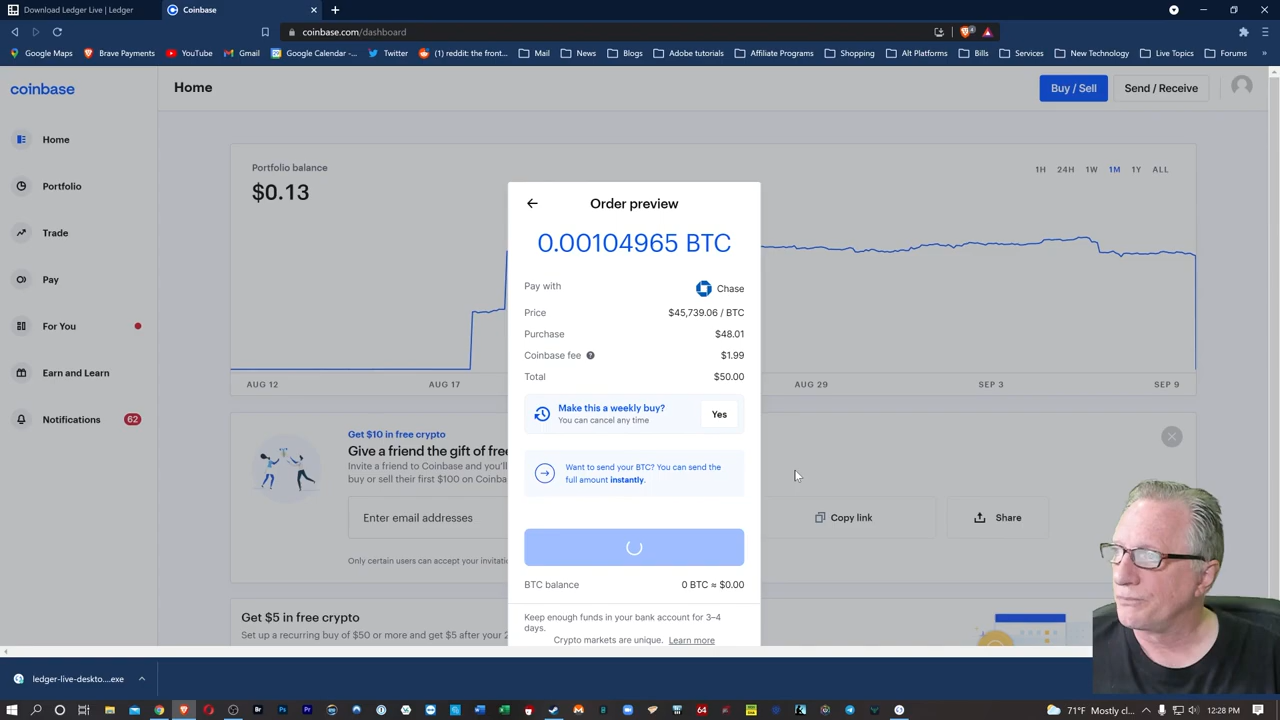 Download Ledger Live | Ledger
Coinbase
coinbase.com/dashboard
4
Google Maps
Brave Payments
YouTube
Gmail
Google Calendar -...
Twitter
reddit: the front...
Mail
News
Blogs
Adobe tutorials
Affiliate Programs
Shopping
Alt Platforms
Bills
Services
New Technology
Live Topics
Forums
»
coinbase
Home
Buy / Sell
Send / Receive
Home
Portfolio
Trade
Pay
For You
Earn and Learn
Notifications
62
Portfolio balance
$0.13
1H 24H 1W 1M 1Y ALL
AUG 12
AUG 17
AUG 29
SEP 3
SEP 9
Order preview
0.00104965 BTC
Pay with
Chase
Price
$45,739.06 / BTC
Purchase
$48.01
Coinbase fee
$1.99
Total
$50.00
Make this a weekly buy?
You can cancel any time
Yes
Want to send your BTC? You can send the
full amount instantly.
BTC balance
0 BTC ≈ $0.00
Keep enough funds in your bank account for 3–4
days.
Crypto markets are unique. Learn more
Get $10 in free crypto
Give a friend the gift of free
Invite a friend to Coinbase and you'll
buy or sell their first $100 on Coinba
Enter email addresses
Copy link
Share
Only certain users can accept your invitati
Get $5 in free crypto
Set up a recurring buy of $50 or more and get $5 after your 2
ledger-live-deskto....exe
71°F Mostly cl...
12:28 PM